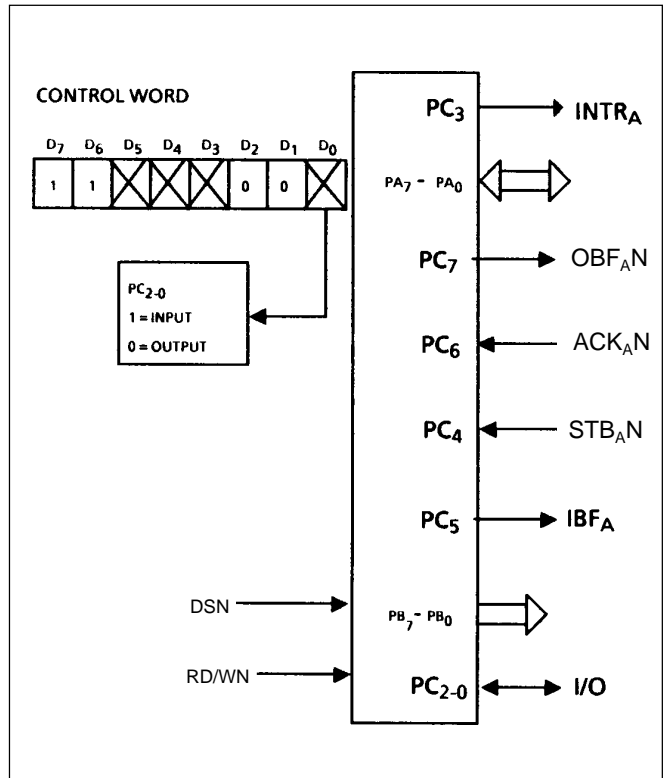 CONTROL WORD
D7 D6 D5 D4 D3 D2 D1 D0
1 1 0 0
PC2-0
1 = INPUT
0 = OUTPUT
PC3 INTRA
PA7 - PA0
PC7 OBFAN
PC6 ACKAN
PC4 STBAN
PC5 IBFA
DSN
PB7 - PB0
RD/WN
PC2-0 I/O